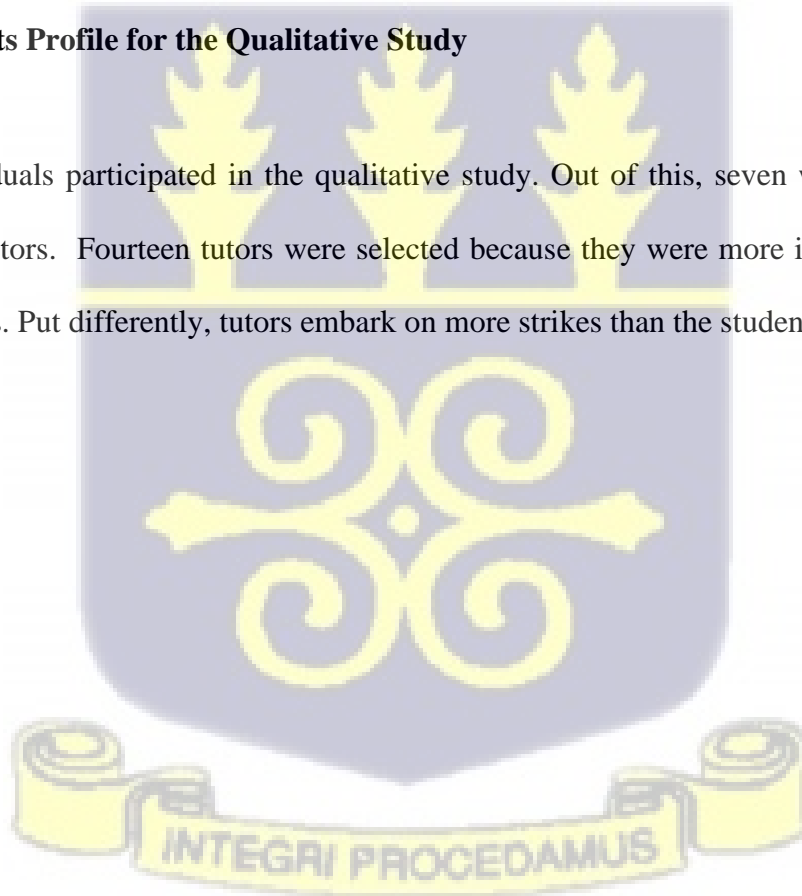 ts Profile for the Qualitative Study
duals participated in the qualitative study. Out of this, seven
tors. Fourteen tutors were selected because they were more i
s. Put differently, tutors embark on more strikes than the studen
INTEGRI PROCEDAMUS